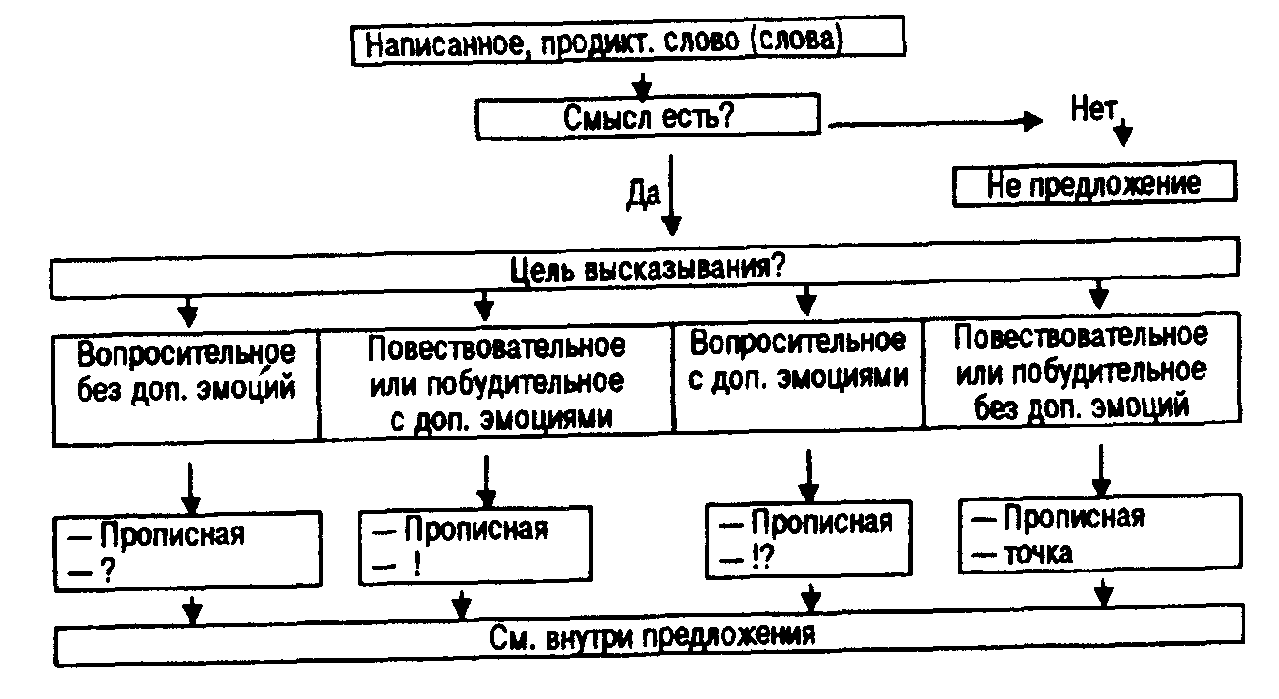 Написанное, продикт. слово (слова)
Смысл есть?
Нет
Да
Не предложение
Цель высказывания?
Вопросительное
без доп. эмоций
Повествовательное
или побудительное
с доп. эмоциями
Вопросительное
с доп. эмоциями
Повествовательное
или побудительное
без доп. эмоций
— Прописная
— ?
— Прописная
— !
— Прописная
— !?
— Прописная
— точка
См. внутри предложения